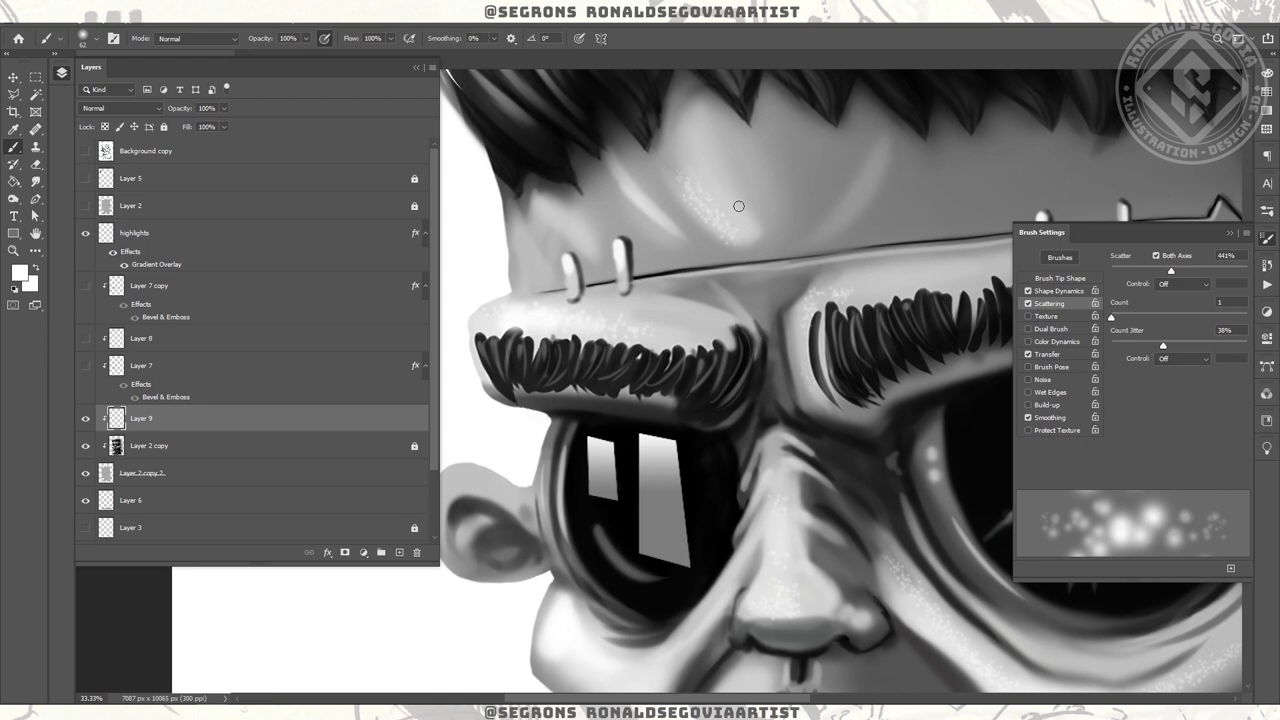 @SEGRONS RONALDSEGOVIAARTIST
62
Mode: Normal
Opacity: 100%
Flow: 100%
Smoothing: 0%
0°
RONALD SEGOVIA
ILLUSTRATION - DESIGN - 3D
Layers
Kind
Normal
Opacity: 100%
Lock:
Fill: 100%
Background copy
Layer 5
Layer 2
highlights
fx
Effects
Gradient Overlay
Layer 7 copy
fx
Effects
Bevel & Emboss
Layer 8
Layer 7
fx
Effects
Bevel & Emboss
Layer 9
Layer 2 copy
Layer 2 copy 2
Layer 6
Layer 3
fx
Brush Settings
Brushes
Brush Tip Shape
Shape Dynamics
Scattering
Texture
Dual Brush
Color Dynamics
Transfer
Brush Pose
Noise
Wet Edges
Build-up
Smoothing
Protect Texture
Scatter
Both Axes
441%
Control: Off
Count
1
Count Jitter
38%
Control: Off
33.33%
7087 px x 10065 px (300 ppi)
@SEGRONS RONALDSEGOVIAARTIST